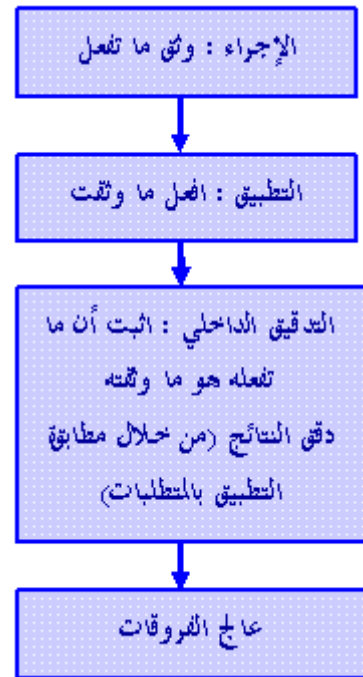 الإجراء : وثق ما تفعل
التطبيق : افعل ما وثقت
التدقيق الداخلي : اثبت أن ما
تفعله هو ما وثقته
دقق النتائج (من خلال مطابقة
التطبيق بالمتطلبات)
عالج الفروقات